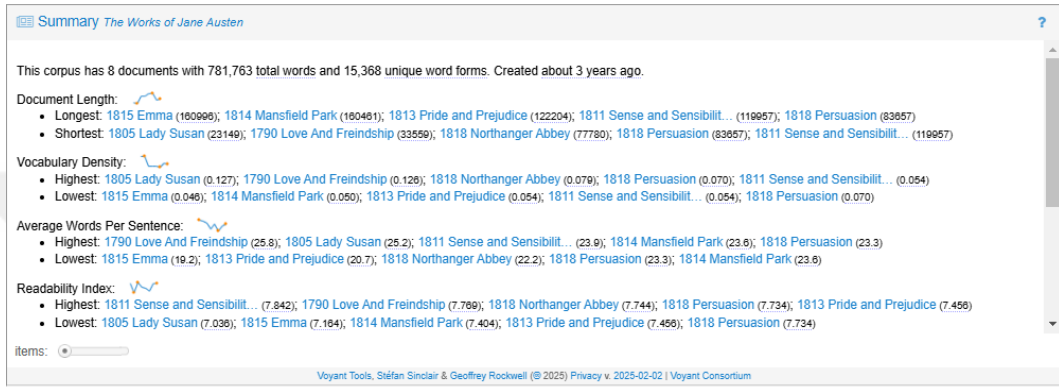 Summary The Works of Jane Austen ?
This corpus has 8 documents with 781,763 total words and 15,368 unique word forms. Created about 3 years ago.
Document Length:
• Longest: 1815 Emma (160996); 1814 Mansfield Park (160461); 1813 Pride and Prejudice (122204); 1811 Sense and Sensibilit... (119957); 1818 Persuasion (83657)
• Shortest: 1805 Lady Susan (23149); 1790 Love And Freindship (33559); 1818 Northanger Abbey (77780); 1818 Persuasion (83657); 1811 Sense and Sensibilit... (119957)
Vocabulary Density:
• Highest: 1805 Lady Susan (0.127); 1790 Love And Freindship (0.126); 1818 Northanger Abbey (0.079); 1818 Persuasion (0.070); 1811 Sense and Sensibilit... (0.054)
• Lowest: 1815 Emma (0.046); 1814 Mansfield Park (0.050); 1813 Pride and Prejudice (0.054); 1811 Sense and Sensibilit... (0.054); 1818 Persuasion (0.070)
Average Words Per Sentence:
• Highest: 1790 Love And Freindship (25.8); 1805 Lady Susan (25.2); 1811 Sense and Sensibilit... (23.9); 1814 Mansfield Park (23.6); 1818 Persuasion (23.3)
• Lowest: 1815 Emma (19.2); 1813 Pride and Prejudice (20.7); 1818 Northanger Abbey (22.2); 1818 Persuasion (23.3); 1814 Mansfield Park (23.6)
Readability Index:
• Highest: 1811 Sense and Sensibilit... (7.842); 1790 Love And Freindship (7.769); 1818 Northanger Abbey (7.744); 1818 Persuasion (7.734); 1813 Pride and Prejudice (7.456)
• Lowest: 1805 Lady Susan (7.036); 1815 Emma (7.164); 1814 Mansfield Park (7.404); 1813 Pride and Prejudice (7.456); 1818 Persuasion (7.734)
items:
Voyant Tools, Stéfan Sinclair & Geoffrey Rockwell (© 2025) Privacy v. 2025-02-02 | Voyant Consortium